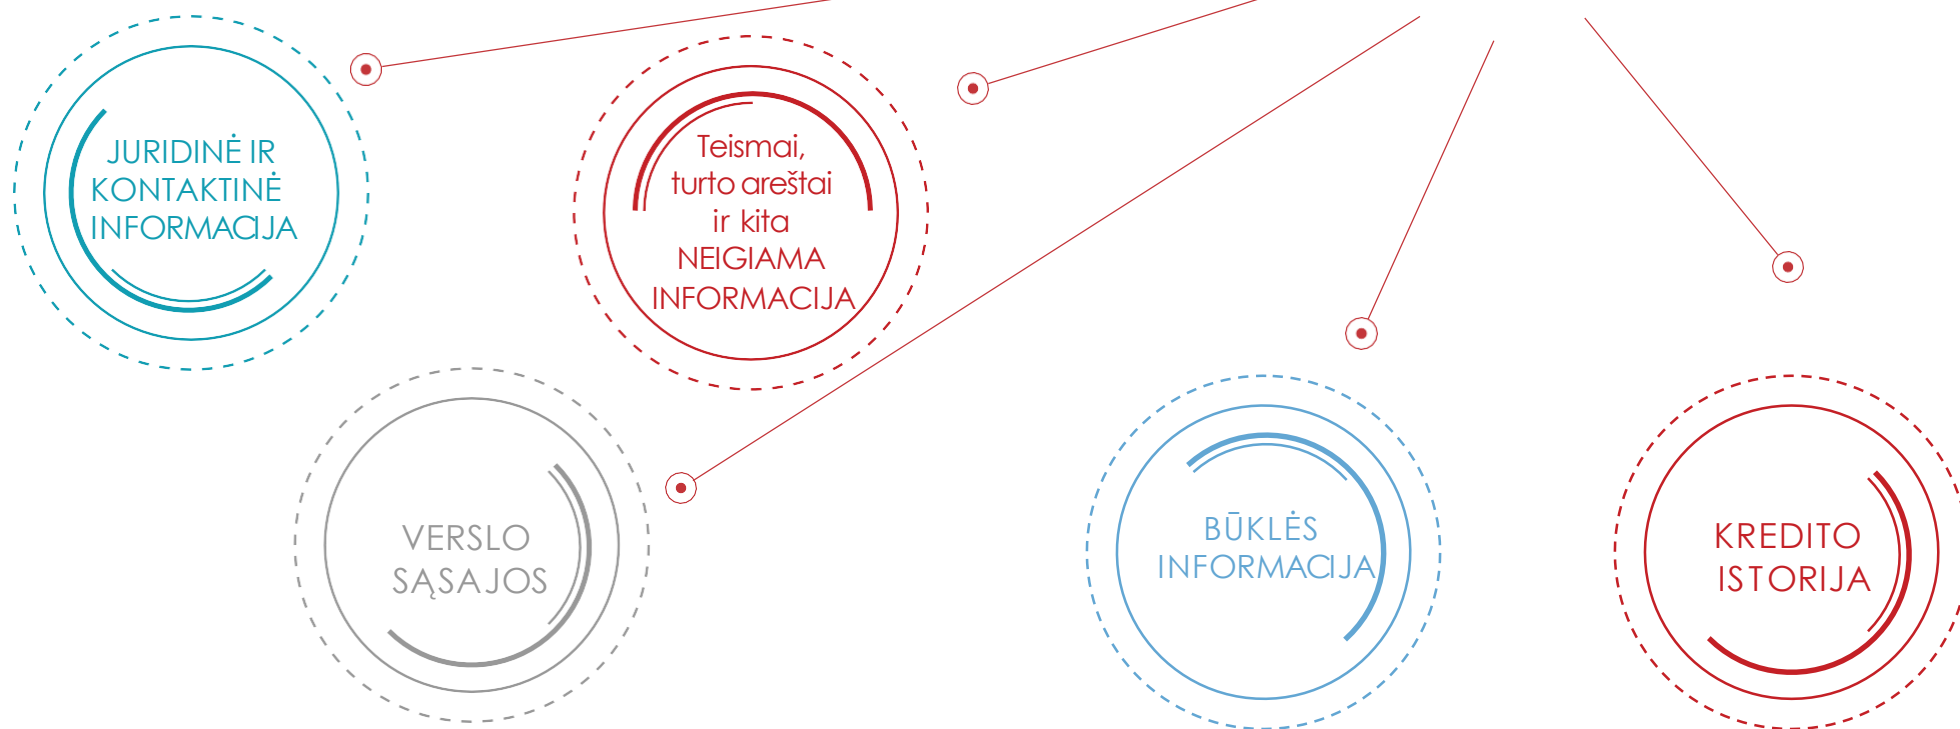 JURIDINĖ IR
KONTAKTINĖ
INFORMACIJA
Teismai,
turto areštai
ir kita
NEIGIAMA
INFORMACIJA
VERSLO
SĄSAJOS
BŪKLĖS
INFORMACIJA
KREDITO
ISTORIJA